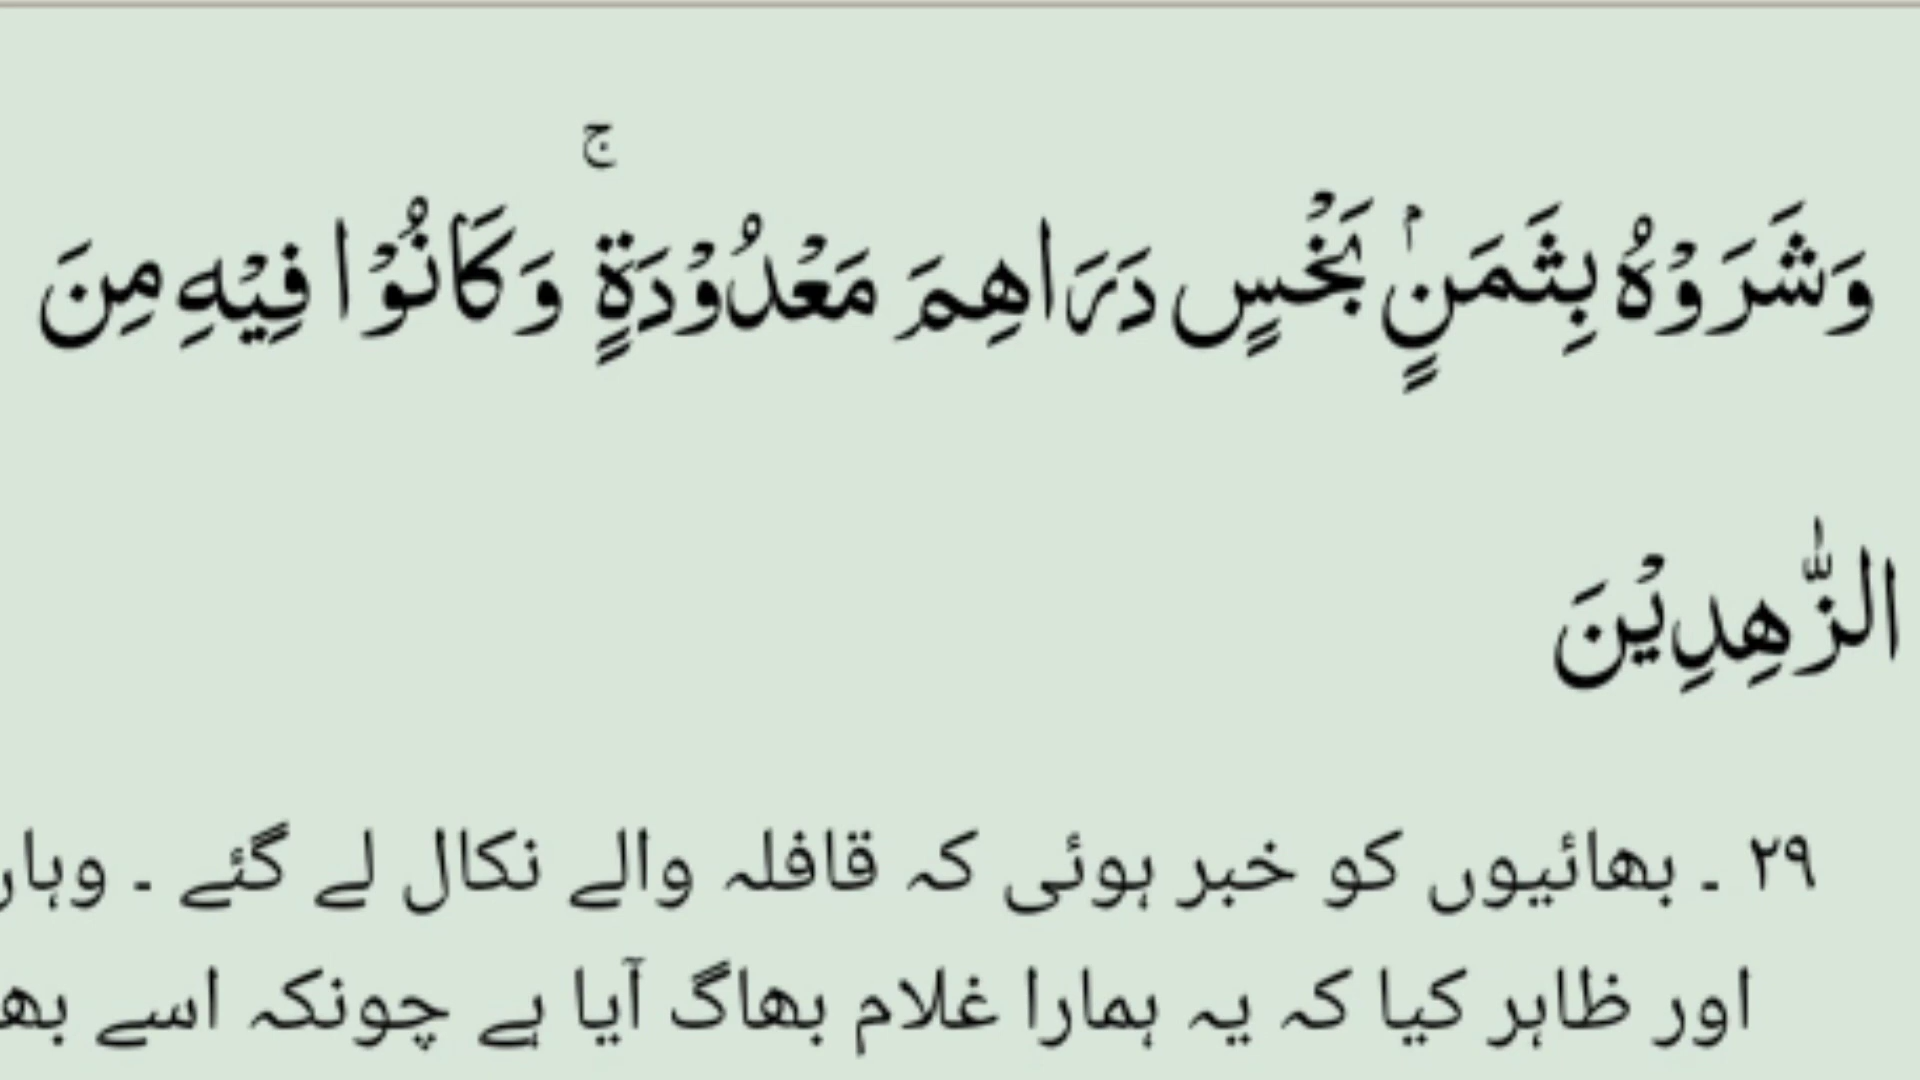 ج
وَشَرَوْهُ بِثَمَنٍۭ بَخْسٍ دَرَاهِمَ مَعْدُوْدَةٍ وَكَانُوْا فِيْهِ مِنَ
الزّٰهِدِيْنَ
٢٩ ۔ بھائیوں کو خبر ہوئی کہ قافلہ والے نکال لے گئے ۔
اور ظاہر کیا کہ یہ ہمارا غلام بھاگ آیا ہے چونکہ اسے